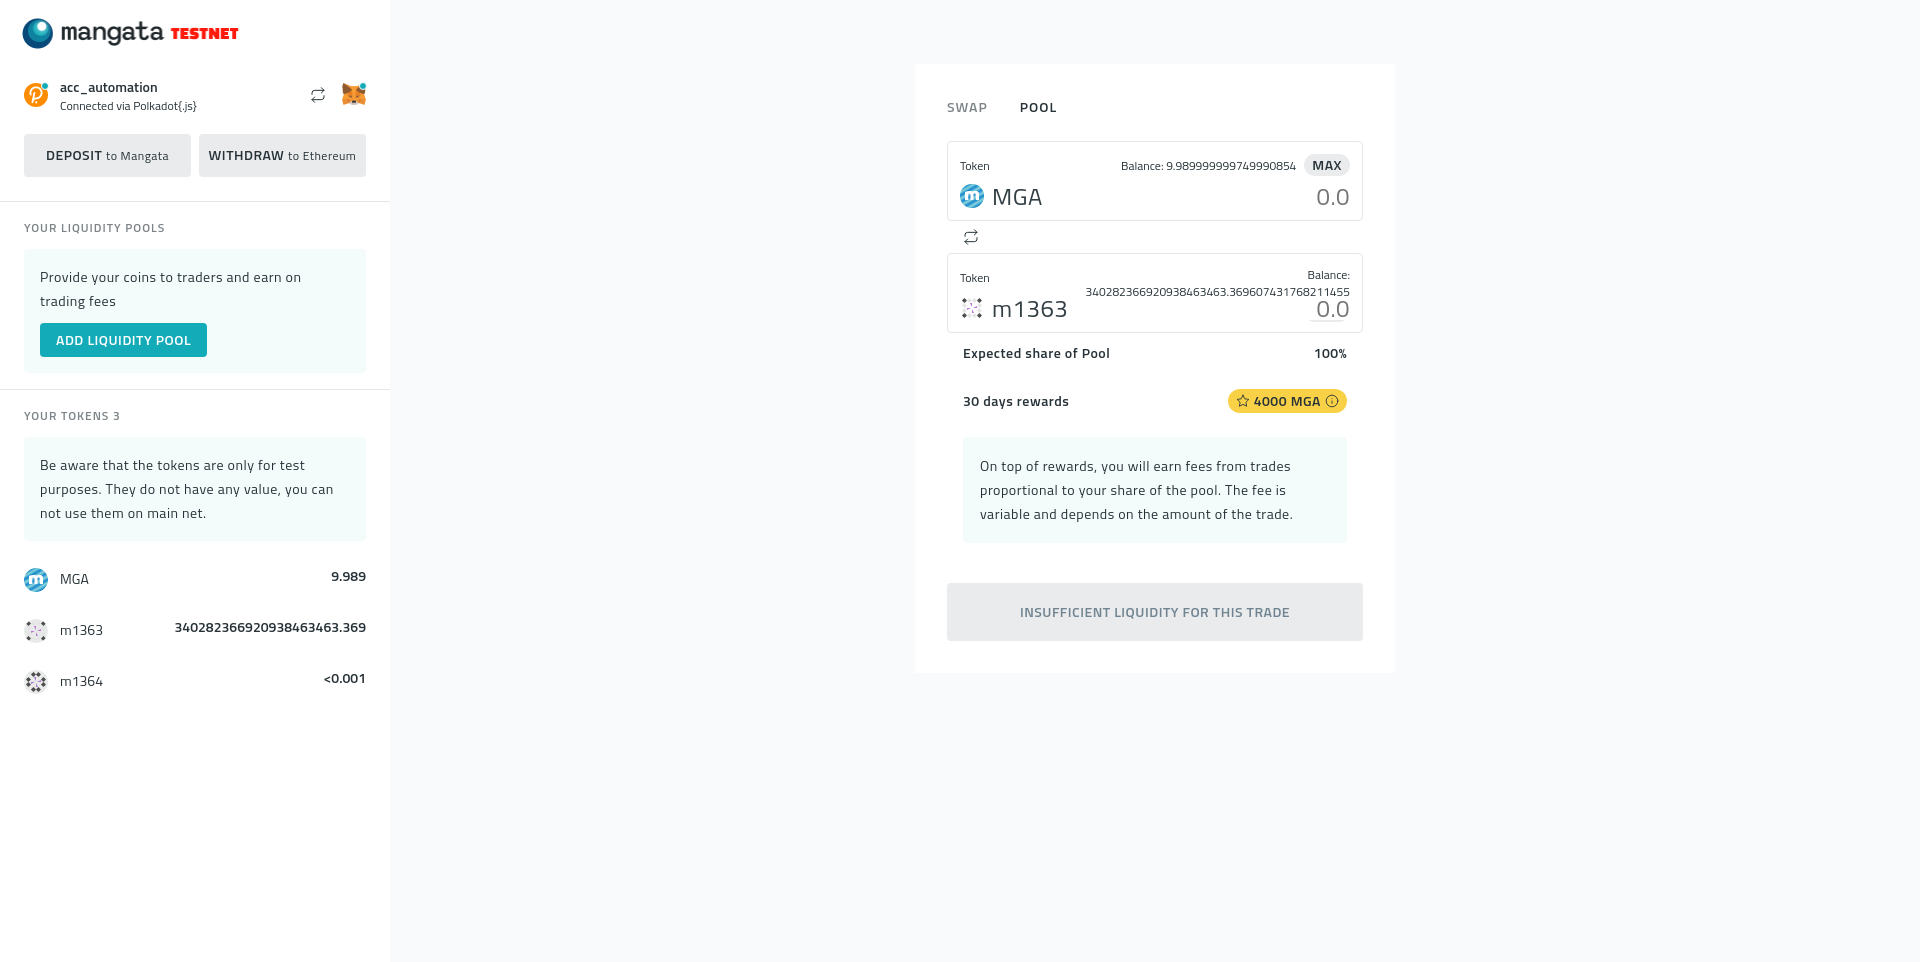 mangata TESTNET
acc_automation
Connected via Polkadot{.js}
DEPOSIT to Mangata
WITHDRAW to Ethereum
YOUR LIQUIDITY POOLS
Provide your coins to traders and earn on
trading fees
ADD LIQUIDITY POOL
YOUR TOKENS 3
Be aware that the tokens are only for test
purposes. They do not have any value, you can
not use them on main net.
MGA 9.989
m1363 340282366920938463463.369
m1364 <0.001
SWAP POOL
Token Balance: 9.989999999749990854 MAX
MGA 0.0
Token Balance:
340282366920938463463.369607431768211455
m1363 0.0
Expected share of Pool 100%
30 days rewards 4000 MGA
On top of rewards, you will earn fees from trades
proportional to your share of the pool. The fee is
variable and depends on the amount of the trade.
INSUFFICIENT LIQUIDITY FOR THIS TRADE